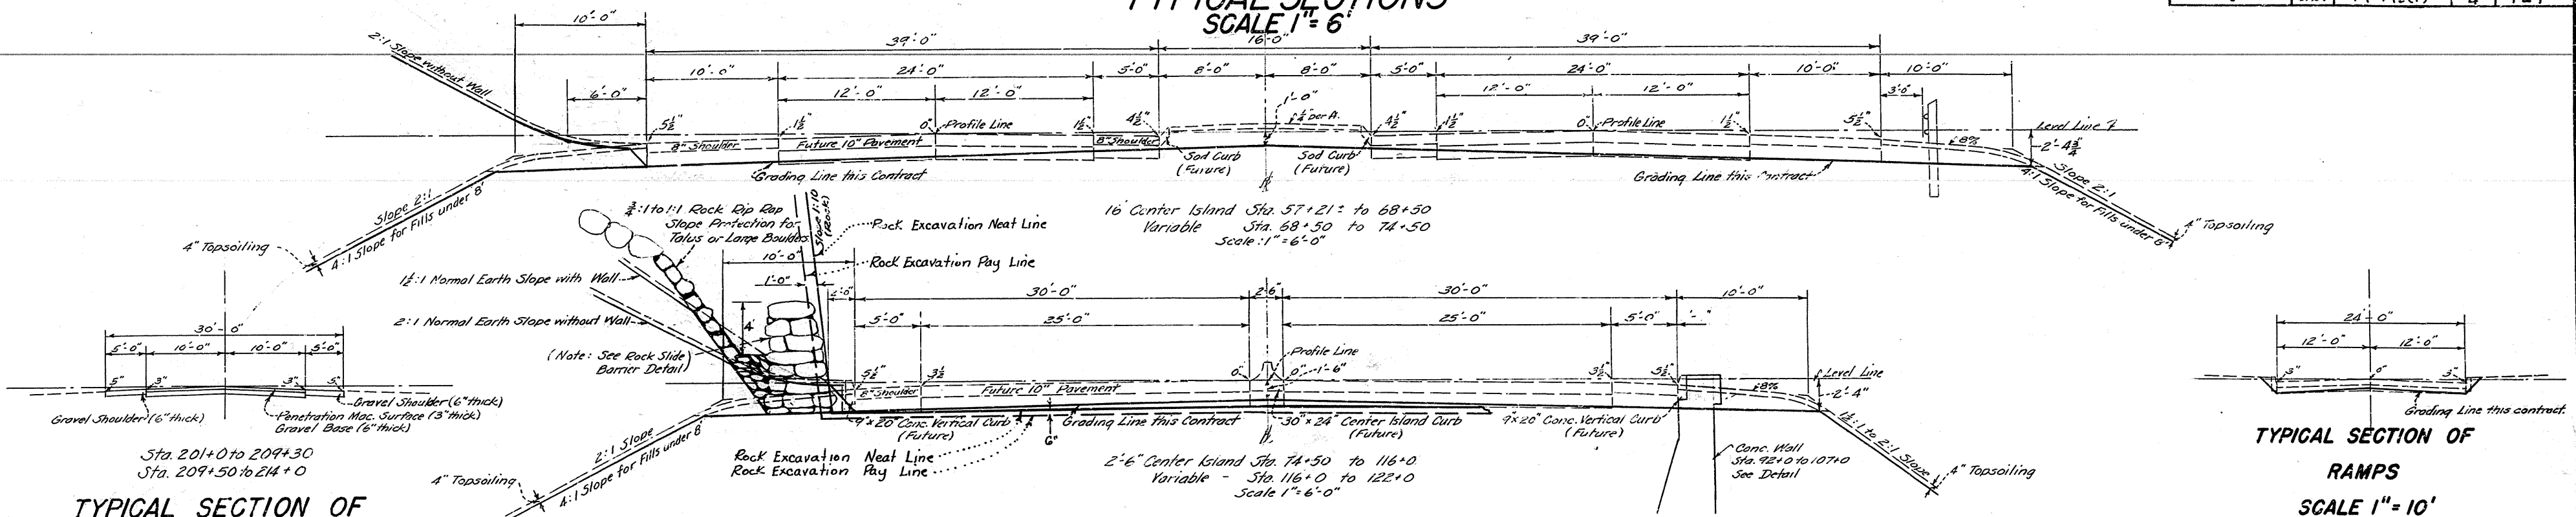 TYPICAL SECTIONS
SCALE 1"= 6'
10'-0"
39'-0"
16'-0"
39'-0"
2:1 Slope without Wall
10'-0"
24'-0"
5'-0"
8'-0"
8'-0"
5'-0"
24'-0"
10'-0"
10'-0"
6'-0"
12'-0"
12'-0"
1'-0"
12'-0"
12'-0"
3'-0"
5½"
1½"
0"
Profile Line
1½"
4½"
per A.
4½"
1½"
0"
Profile Line
1½"
5½"
Level Line
8" Shoulder
Future 10" Pavement
8" Shoulder
8%
2'-4¾"
Sod Curb
(Future)
Sod Curb
(Future)
Grading Line this Contract
Grading Line this Contract
Slope 2:1
4:1 Slope for Fills under 8'
4" Topsoiling
Slope 2:1
4:1 Slope for Fills under 8'
4" Topsoiling
16' Center Island Sta. 57+21± to 68+50
Variable Sta. 68+50 to 74+50
Scale: 1"=6'-0"
¾:1 to 1:1 Rock Rip Rap
Slope Protection for
Talus or Large Boulders
Slope 1:10
(Rock)
Rock Excavation Neat Line
Rock Excavation Pay Line
10'-0"
1'-0"
2'-0"
30'-0"
2'-6"
30'-0"
10'-0"
1½:1 Normal Earth Slope with Wall
2:1 Normal Earth Slope without Wall
4'
5'-0"
25'-0"
25'-0"
5'-0"
(Note: See Rock Slide
Barrier Detail)
Profile Line
5½"
3½
0"
0"
1'-6"
3½"
5½"
Level Line
8" Shoulder
Future 10" Pavement
8%
2'-4"
9"x20" Conc. Vertical Curb
(Future)
Grading Line this Contract
6"
30"x24" Center Island Curb
(Future)
9"x20" Conc. Vertical Curb
(Future)
2:1 Slope
4:1 Slope for Fills under 8'
4" Topsoiling
Rock Excavation Neat Line
Rock Excavation Pay Line
2'-6" Center Island Sta. 74+50 to 116+0
Variable - Sta. 116+0 to 122+0
Scale 1"=6'-0"
Conc. Wall
Sta. 92+0 to 107+0
See Detail
1½:1 to 2:1 Slope
4" Topsoiling
30'-0"
5'-0"
10'-0"
10'-0"
5'-0"
5"
3"
3"
5"
Gravel Shoulder (6" thick)
Gravel Shoulder (6" thick)
Penetration Mac. Surface (3" thick)
Gravel Base (6" thick)
Sta. 201+0 to 209+30
Sta. 209+50 to 214+0
TYPICAL SECTION OF
24'-0"
12'-0"
12'-0"
3"
0"
3"
Grading Line this contract.
TYPICAL SECTION OF
RAMPS
SCALE 1"= 10'